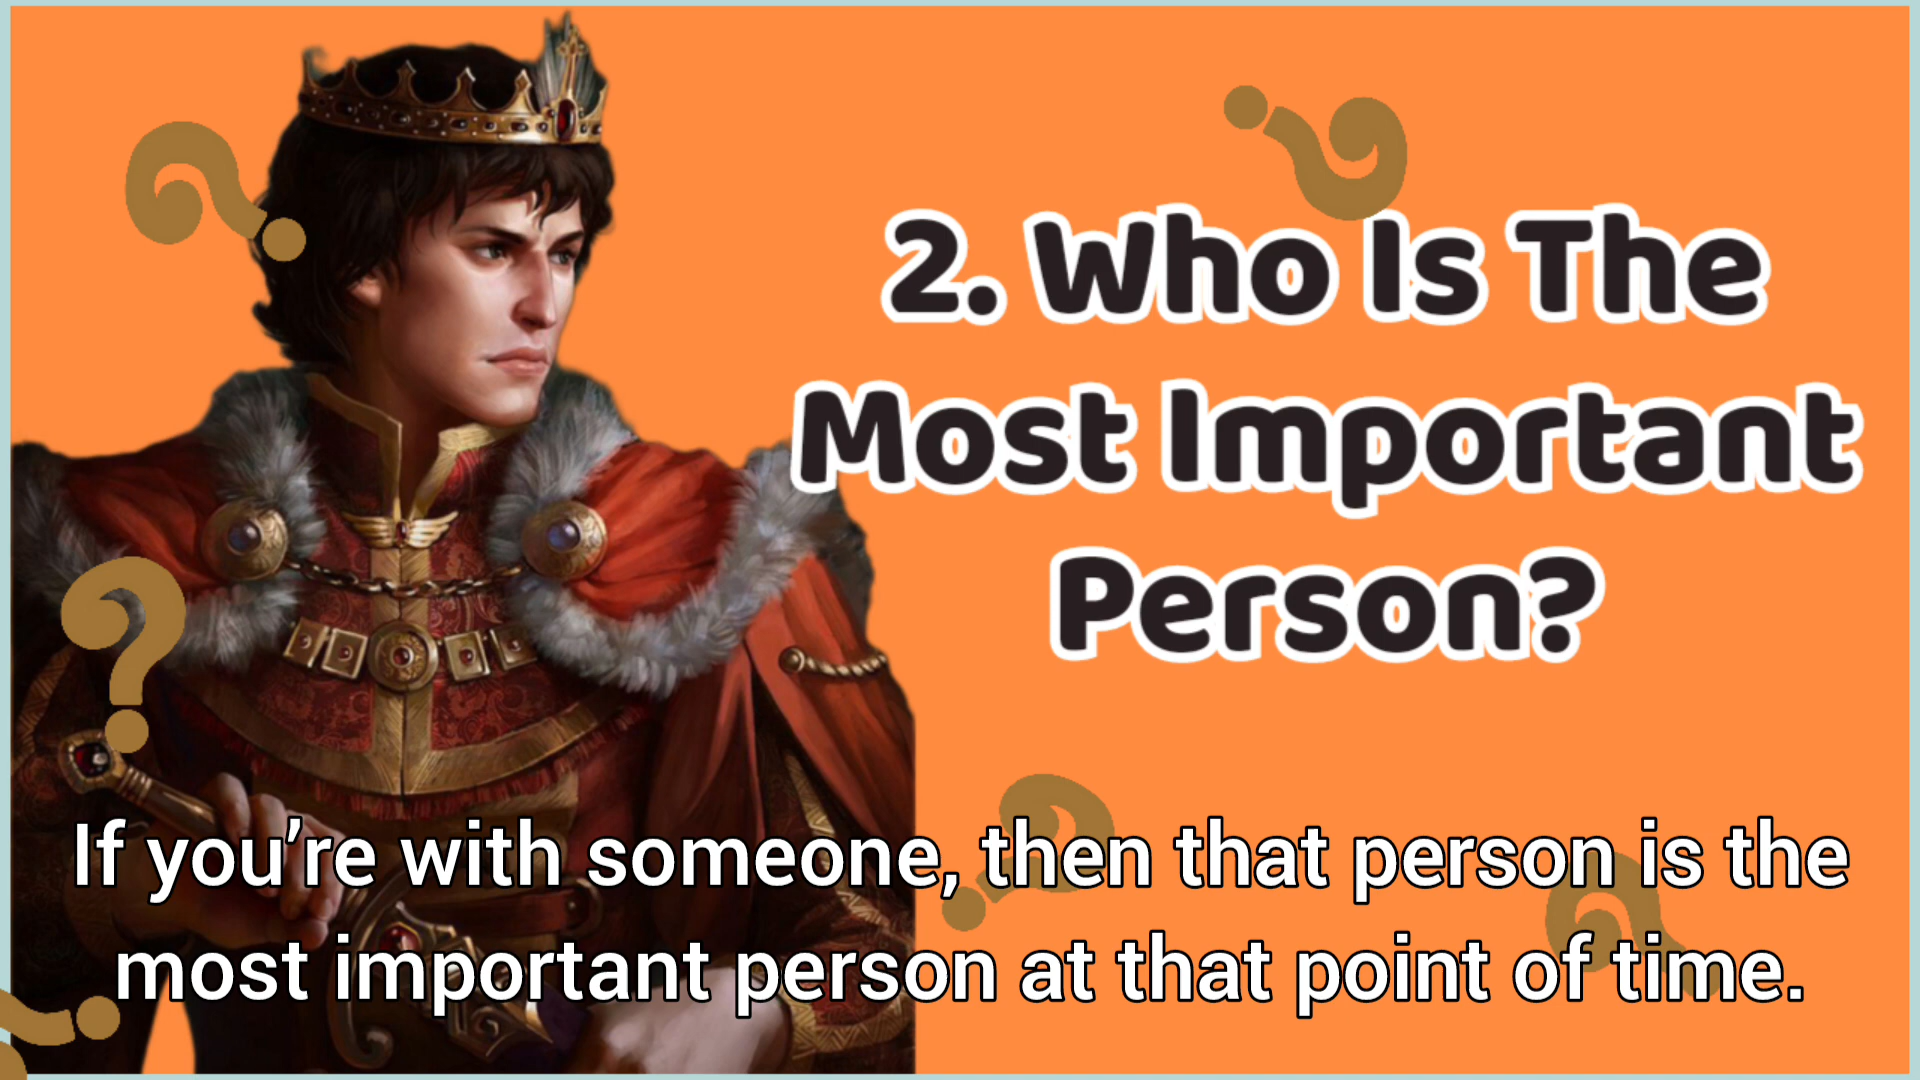 2. Who Is The
Most Important
Person?
If you’re with someone, then that person is the
most important person at that point of time.